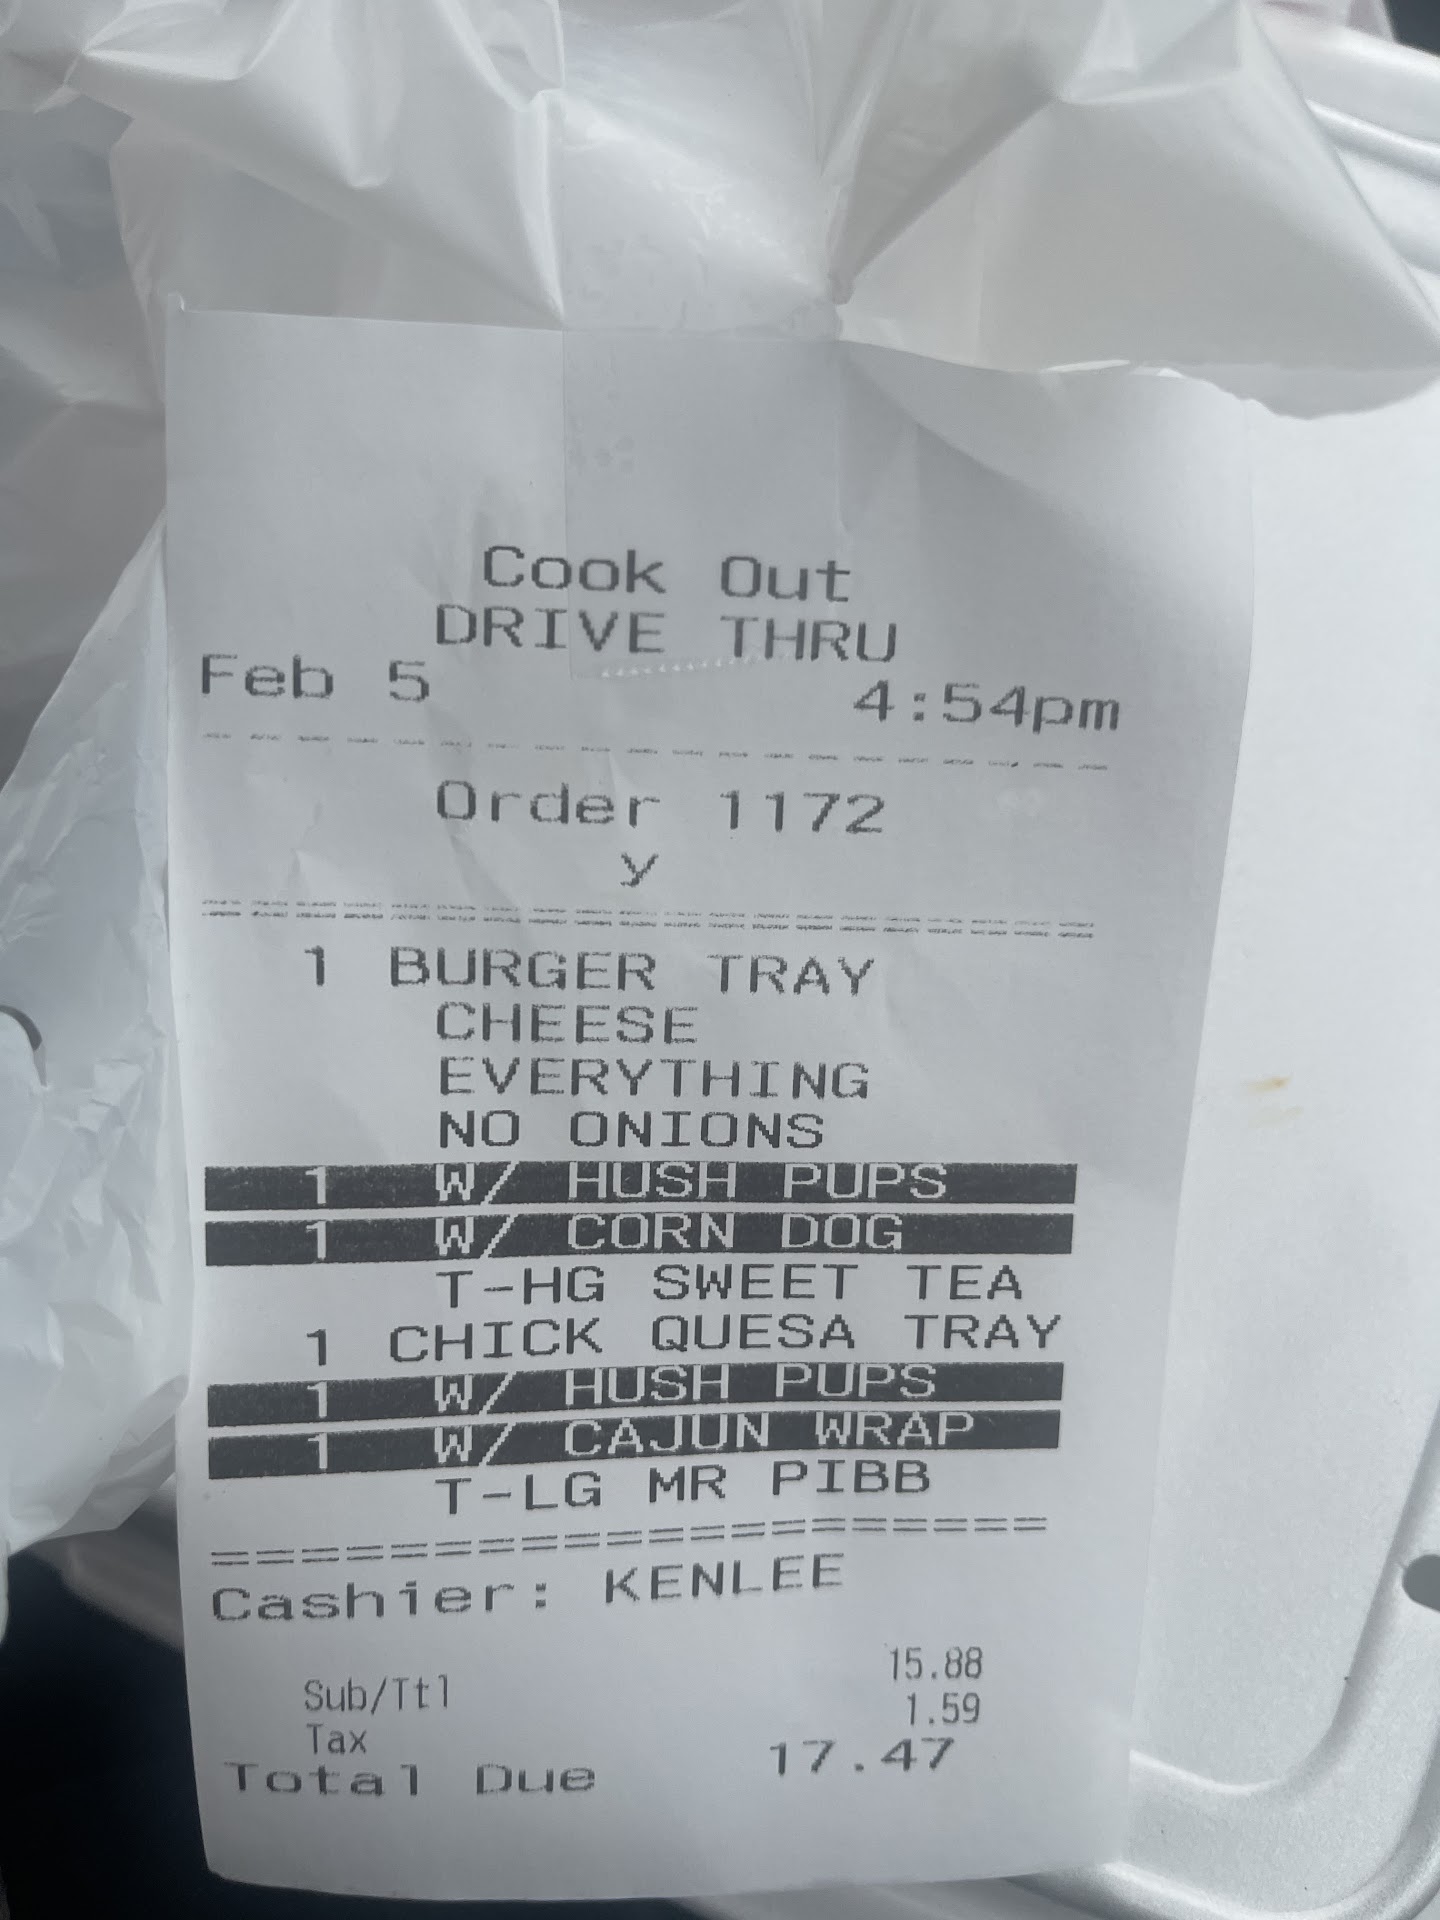 Cook Out
DRIVE THRU
Feb 5 4:54pm
Order 1172
y
1 BURGER TRAY
CHEESE
EVERYTHING
NO ONIONS
1 W/ HUSH PUPS
1 W/ CORN DOG
T-HG SWEET TEA
1 CHICK QUESA TRAY
1 W/ HUSH PUPS
1 W/ CAJUN WRAP
T-LG MR PIBB
====================
Cashier: KENLEE
Sub/Ttl 15.88
Tax 1.59
Total Due 17.47